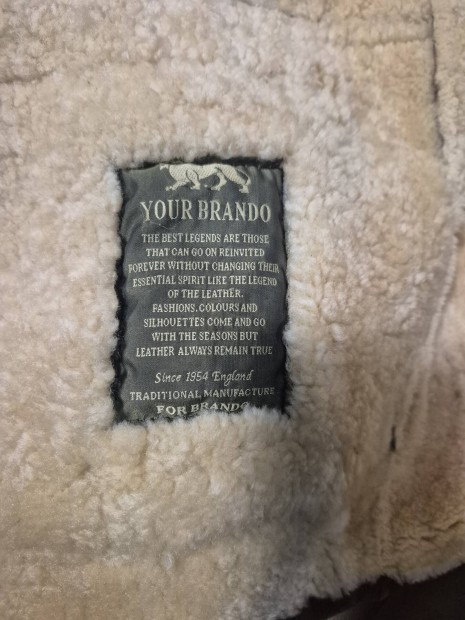 YOUR BRANDO
THE BEST LEGENDS ARE THOSE
THAT CAN GO ON REINVITED
FOREVER WITHOUT CHANGING THEIR
ESSENTIAL SPIRIT LIKE THE LEGEND
OF THE LEATHER.
FASHIONS,COLOURS AND
SILHOUETTES COME AND GO
WITH THE SEASONS BUT
LEATHER ALWAYS REMAIN TRUE
Since 1954 England
TRADITIONAL MANUFACTURE
FOR BRANDO